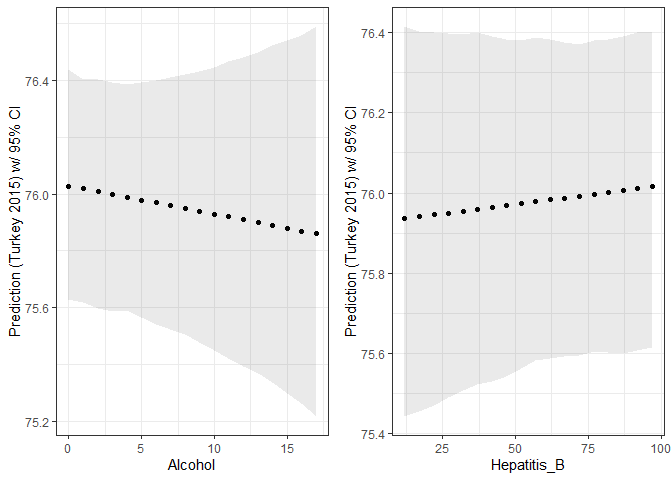 Prediction (Turkey 2015) w/ 95% CI
76.4
76.0
75.6
75.2
0 5 10 15
Alcohol
Prediction (Turkey 2015) w/ 95% CI
76.4
76.2
76.0
75.8
75.6
75.4
25 50 75 100
Hepatitis_B